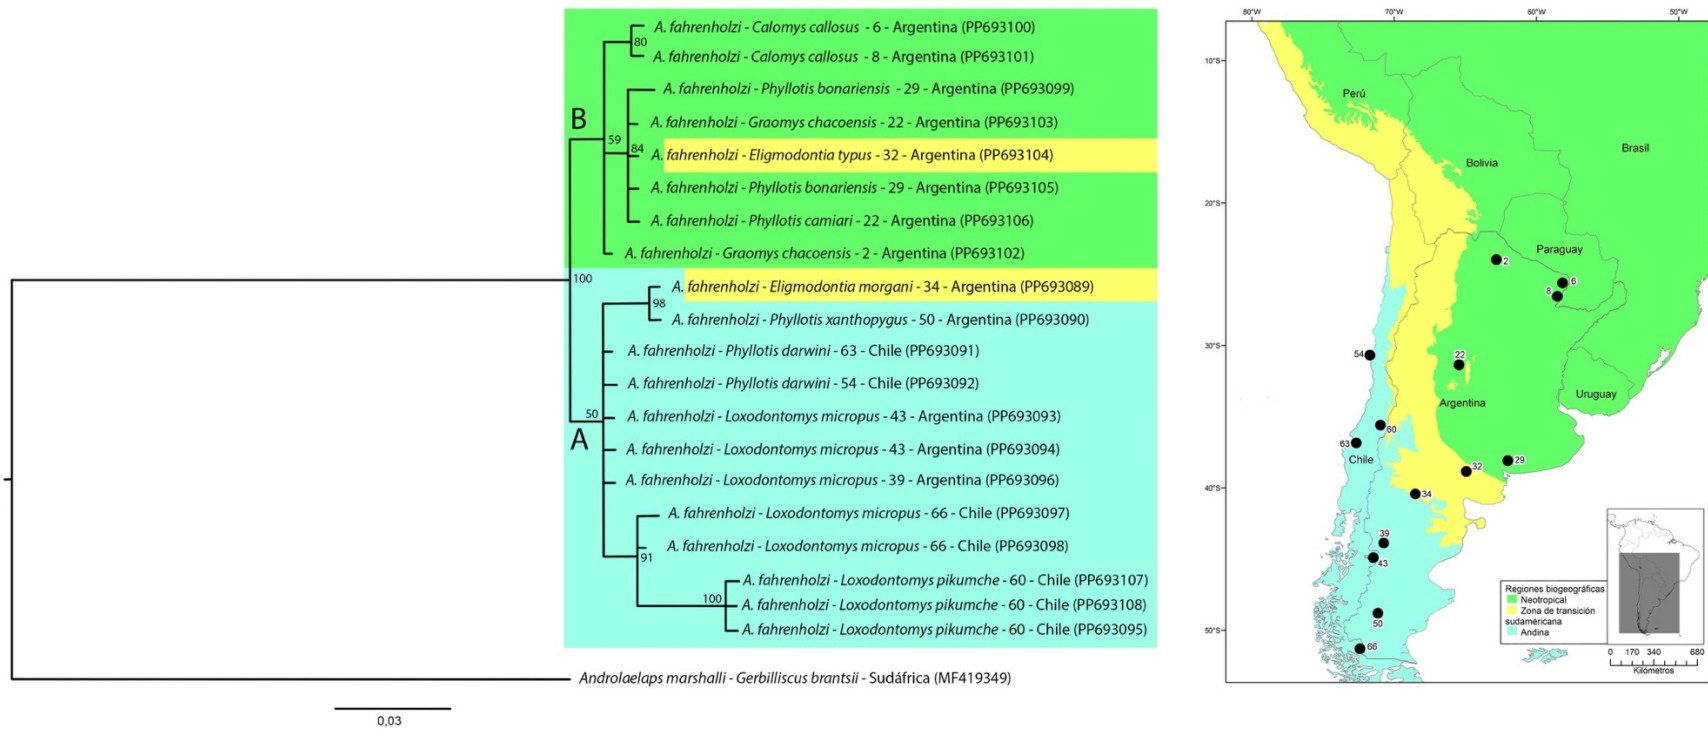 A. fahrenholzi - Calomys callosus - 6 - Argentina (PP693100)
80
A. fahrenholzi - Calomys callosus - 8 - Argentina (PP693101)
A. fahrenholzi - Phyllotis bonariensis - 29 - Argentina (PP693099)
B
A. fahrenholzi - Graomys chacoensis - 22 - Argentina (PP693103)
59
84
A. fahrenholzi - Eligmodontia typus - 32 - Argentina (PP693104)
A. fahrenholzi - Phyllotis bonariensis - 29 - Argentina (PP693105)
A. fahrenholzi - Phyllotis camiari - 22 - Argentina (PP693106)
A. fahrenholzi - Graomys chacoensis - 2 - Argentina (PP693102)
100
A. fahrenholzi - Eligmodontia morgani - 34 - Argentina (PP693089)
98
A. fahrenholzi - Phyllotis xanthopygus - 50 - Argentina (PP693090)
A. fahrenholzi - Phyllotis darwini - 63 - Chile (PP693091)
A. fahrenholzi - Phyllotis darwini - 54 - Chile (PP693092)
50
A. fahrenholzi - Loxodontomys micropus - 43 - Argentina (PP693093)
A
A. fahrenholzi - Loxodontomys micropus - 43 - Argentina (PP693094)
A. fahrenholzi - Loxodontomys micropus - 39 - Argentina (PP693096)
A. fahrenholzi - Loxodontomys micropus - 66 - Chile (PP693097)
A. fahrenholzi - Loxodontomys micropus - 66 - Chile (PP693098)
91
A. fahrenholzi - Loxodontomys pikumche - 60 - Chile (PP693107)
100
A. fahrenholzi - Loxodontomys pikumche - 60 - Chile (PP693108)
A. fahrenholzi - Loxodontomys pikumche - 60 - Chile (PP693095)
Androlaelaps marshalli - Gerbilliscus brantsii - Sudáfrica (MF419349)
0,03
80°W 70°W 60°W 50°W
10°S
Perú
Brasil
Bolivia
20°S
Paraguay
2
6
8
30°S
54
22
Uruguay
Argentina
60
63
Chile
29
32
34
40°S
39
43
50
50°S
66
Regiones biogeográficas
Neotropical
Zona de transición
sudaméricana
Andina
0 170 340 680
Kilómetros